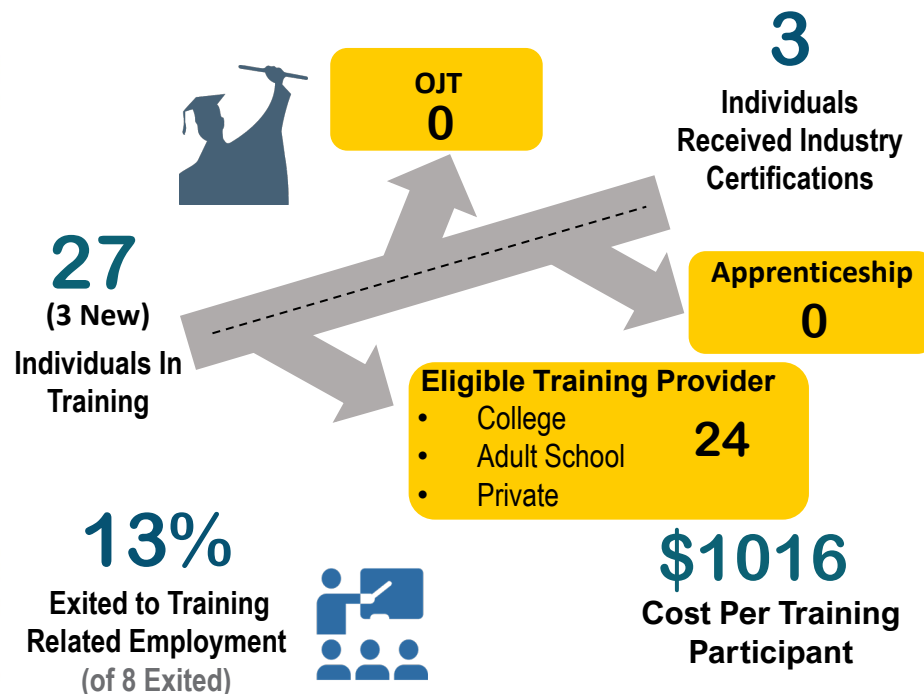 OJT
0
3
Individuals
Received Industry
Certifications
27
(3 New)
Individuals In
Training
Apprenticeship
0
Eligible Training Provider
• College
• Adult School
• Private
24
13%
Exited to Training
Related Employment
(of 8 Exited)
$1016
Cost Per Training
Participant